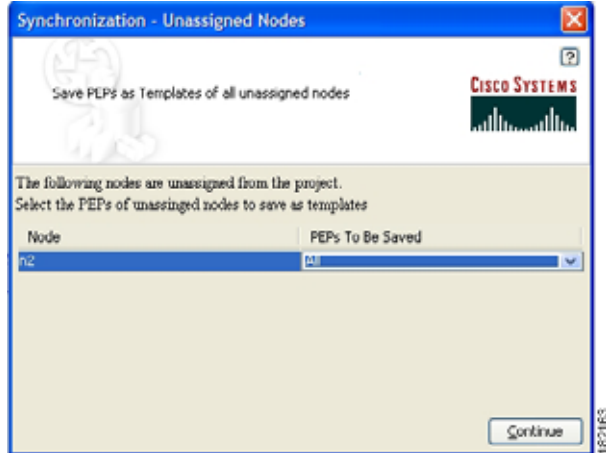 Synchronization - Unassigned Nodes
?
Save PEPs as Templates of all unassigned nodes
CISCO SYSTEMS
The following nodes are unassigned from the project.
Select the PEPs of unassinged nodes to save as templates
Node PEPs To Be Saved
n2 All
Continue
182163